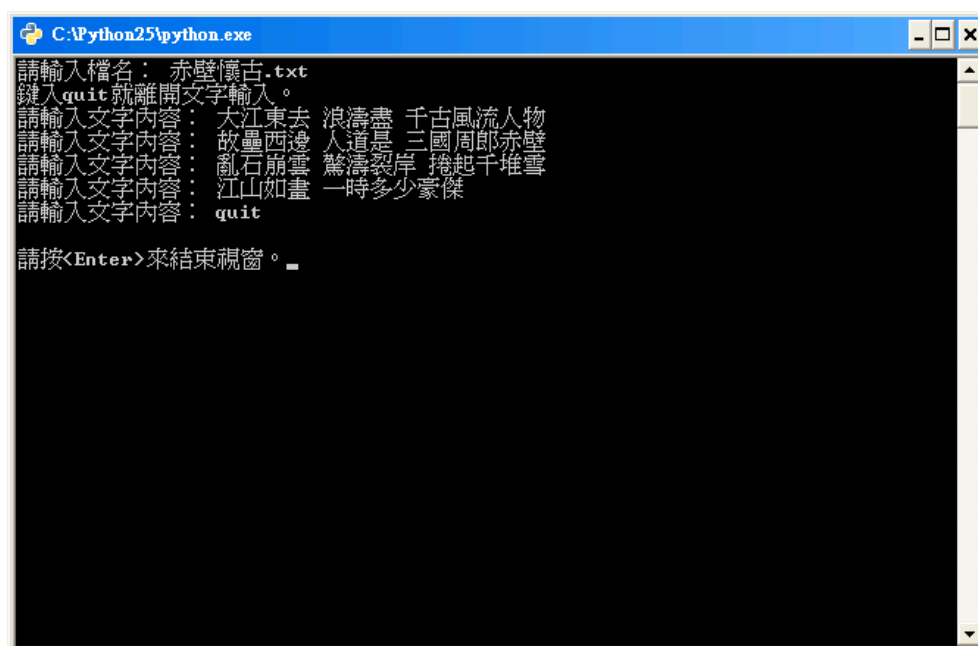 C:\Python25\python.exe
請輸入檔名： 赤壁懷古.txt
鍵入quit就離開文字輸入。
請輸入文字內容： 大江東去 浪濤盡 千古風流人物
請輸入文字內容： 故壘西邊 人道是 三國周郎赤壁
請輸入文字內容： 亂石崩雲 驚濤裂岸 捲起千堆雪
請輸入文字內容： 江山如畫 一時多少豪傑
請輸入文字內容： quit
請按<Enter>來結束視窗。